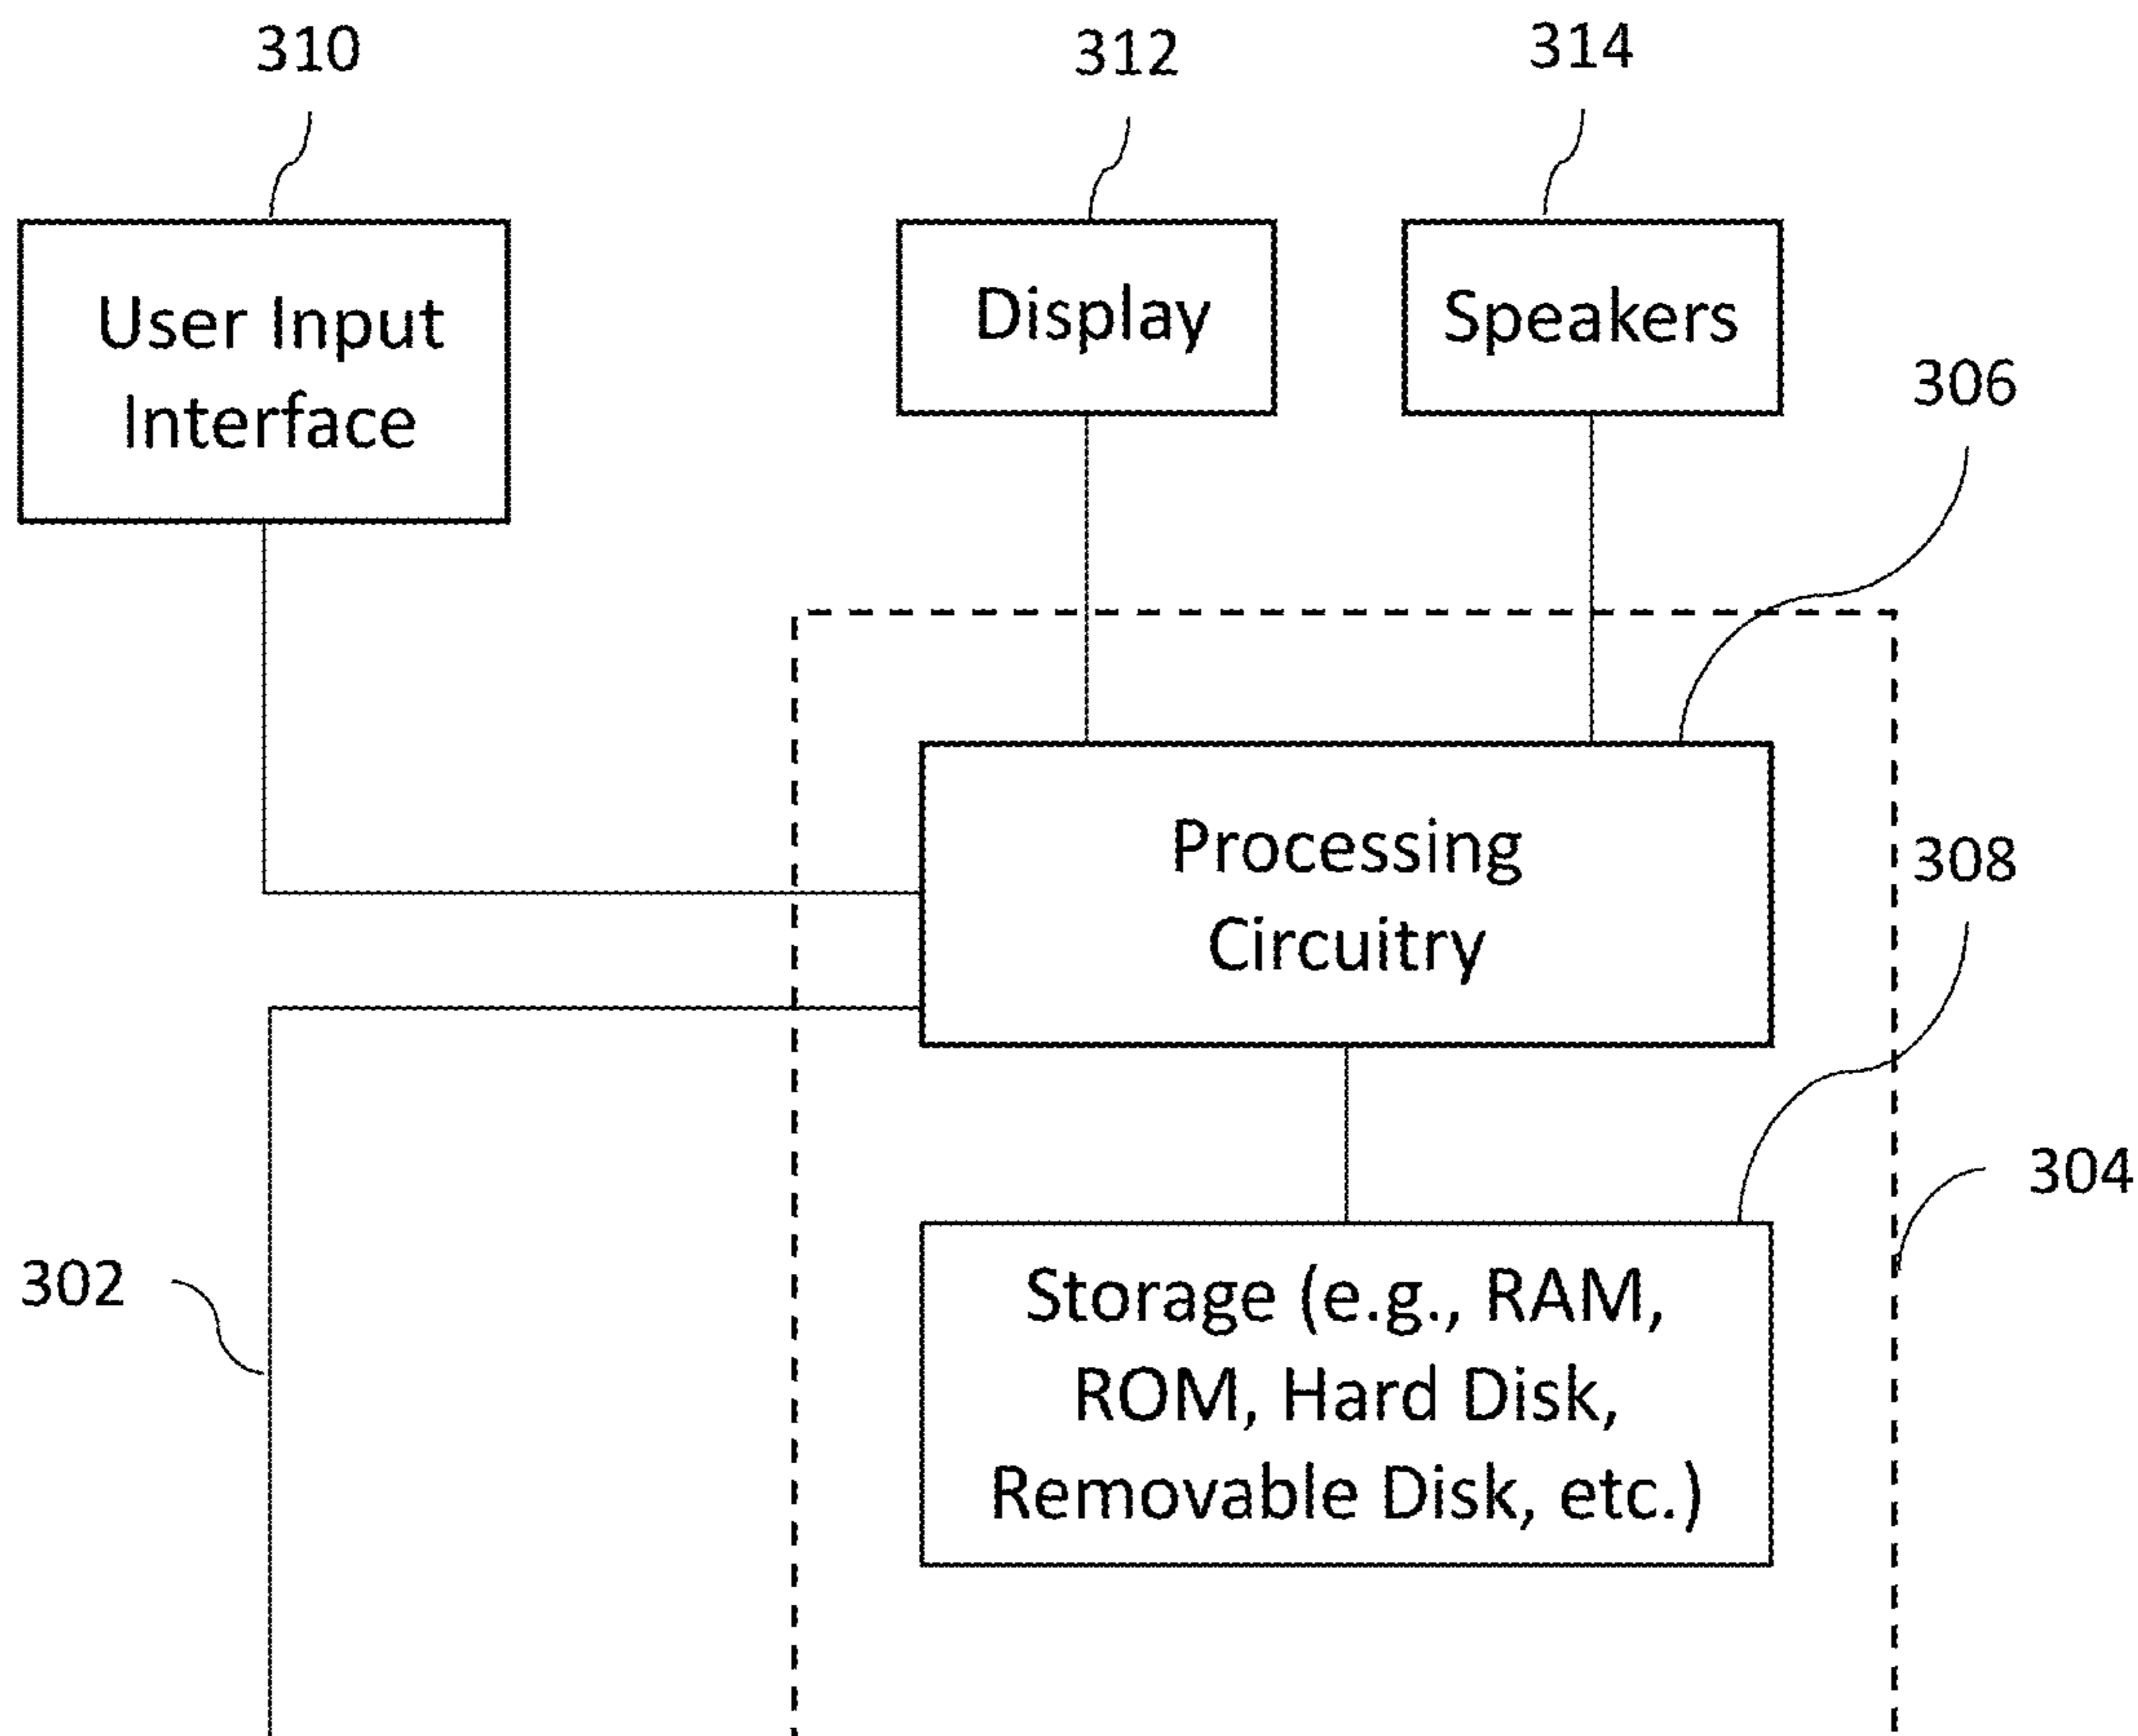 310
312
314
User Input
Interface
Display
Speakers
306
Processing
Circuitry
308
304
302
Storage (e.g., RAM,
ROM, Hard Disk,
Removable Disk, etc.)